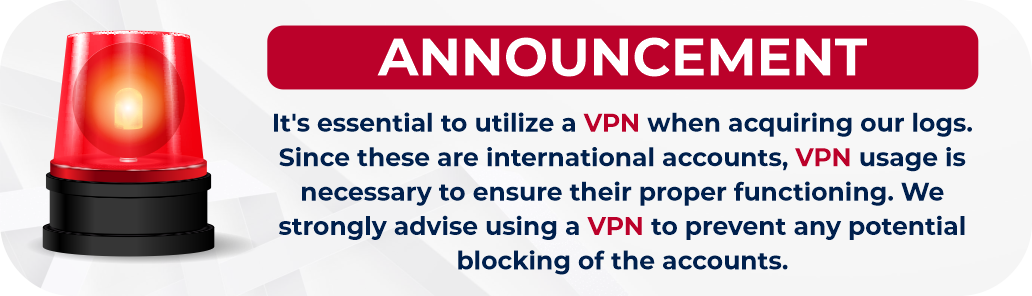 ANNOUNCEMENT
It's essential to utilize a VPN when acquiring our logs.
Since these are international accounts, VPN usage is
necessary to ensure their proper functioning. We
strongly advise using a VPN to prevent any potential
blocking of the accounts.